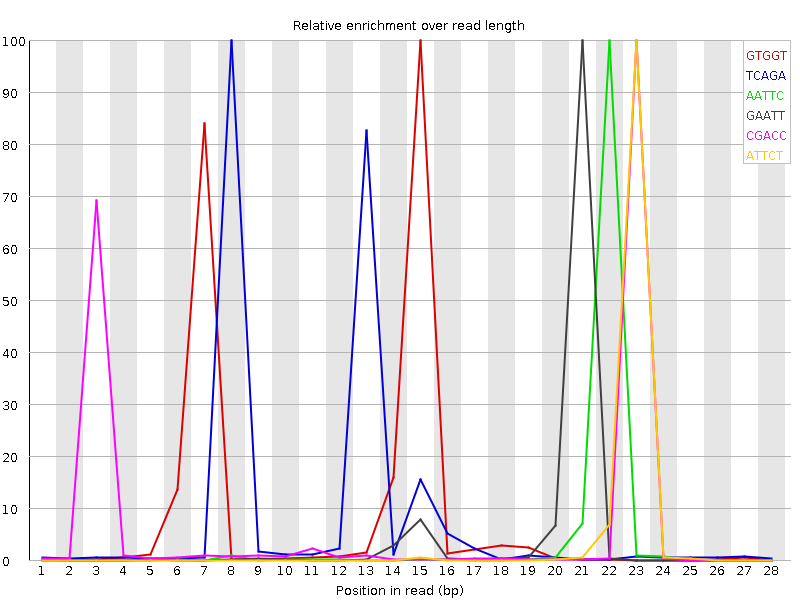 Relative enrichment over read length
100
90
80
70
60
50
40
30
20
10
0
GTGGT
TCAGA
AATTC
GAATT
CGACC
ATTCT
1 2 3 4 5 6 7 8 9 10 11 12 13 14 15 16 17 18 19 20 21 22 23 24 25 26 27 28
Position in read (bp)